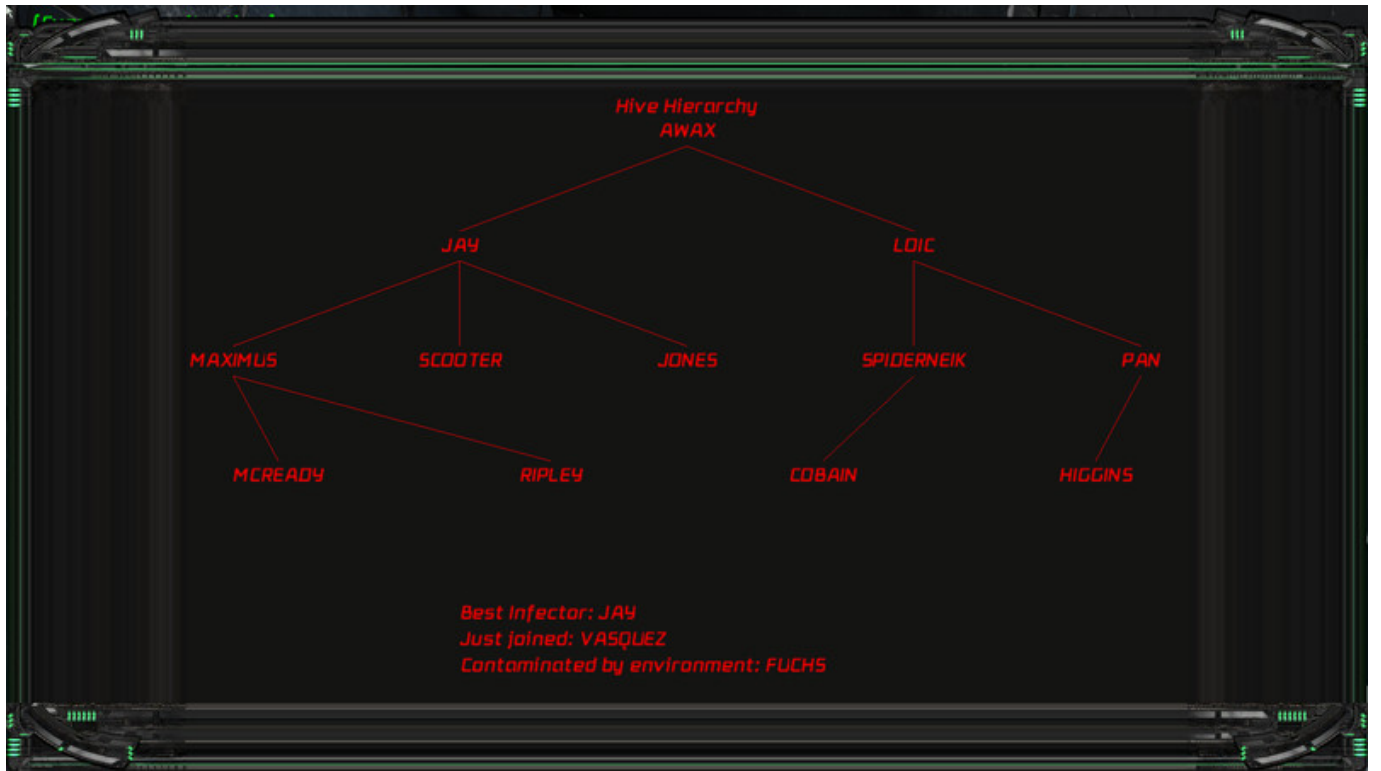 Hive Hierarchy
AWAX
JAY LOIC
MAXIMUS SCOOTER JONES SPIDERNEIK PAN
MCREADY RIPLEY COBAIN HIGGINS
Best Infector: JAY
Just joined: VASQUEZ
Contaminated by environment: FUCHS